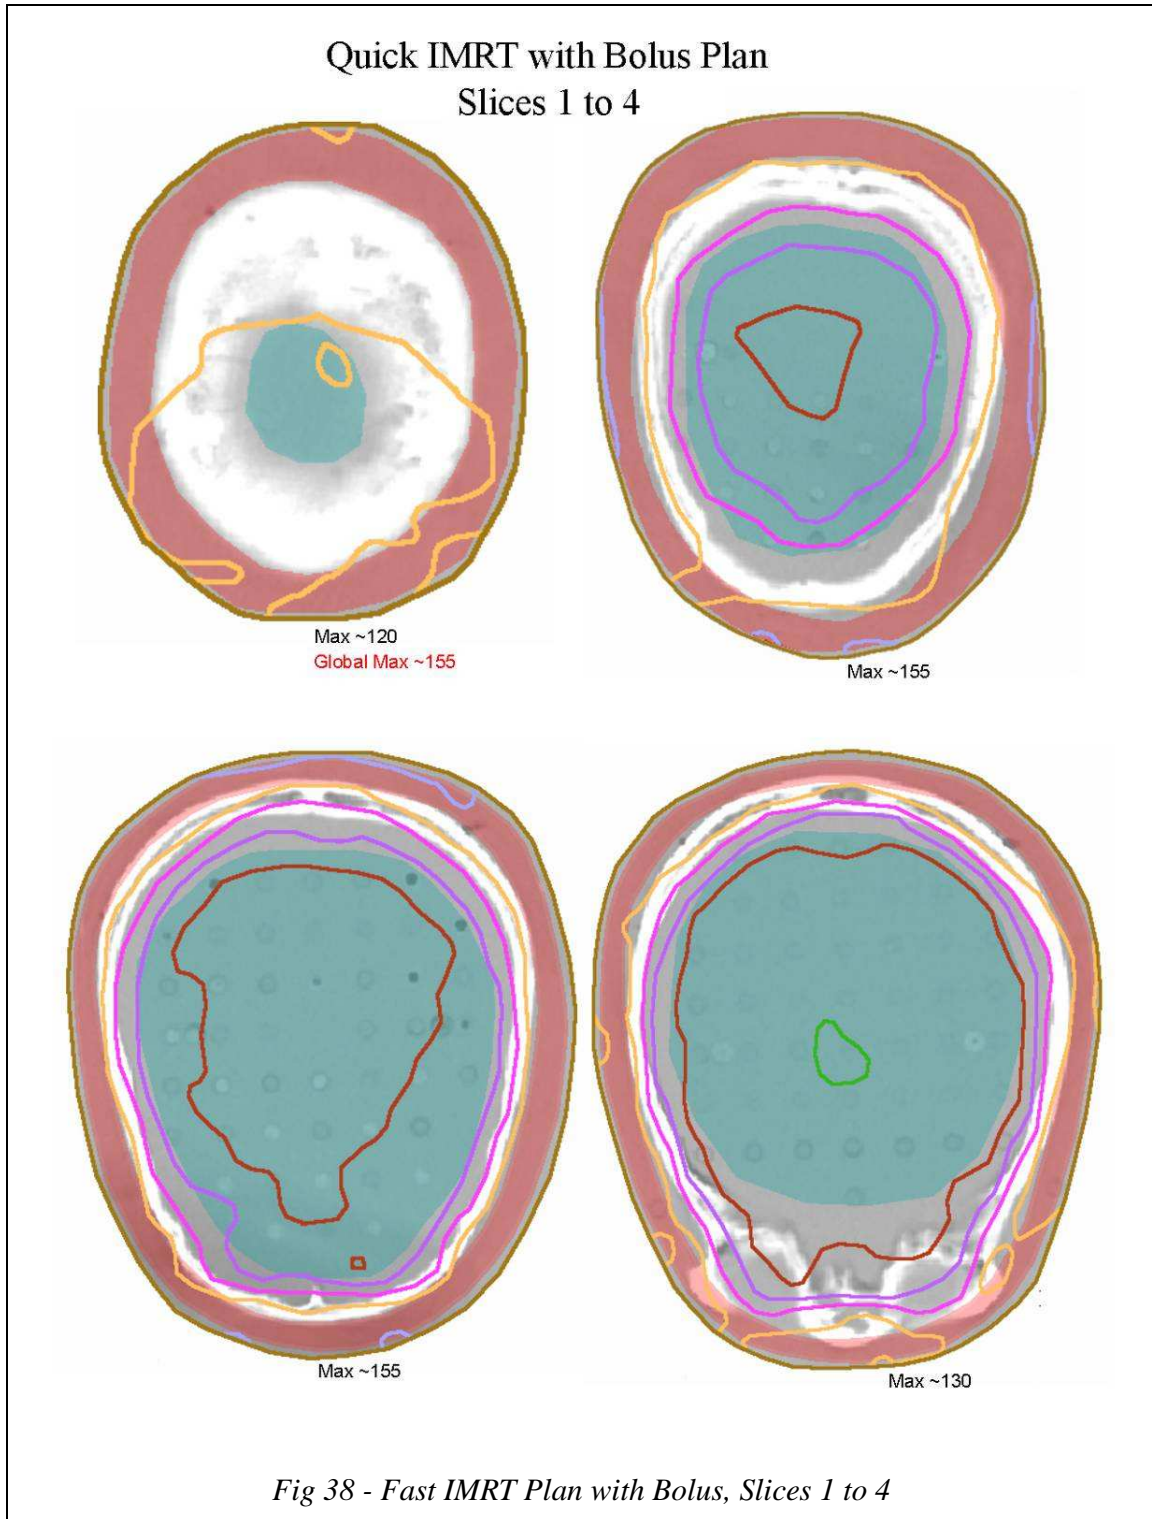 Quick IMRT with Bolus Plan
Slices 1 to 4
Max ~120
Global Max ~155
Max ~155
Max ~155
Max ~130
Fig 38 - Fast IMRT Plan with Bolus, Slices 1 to 4